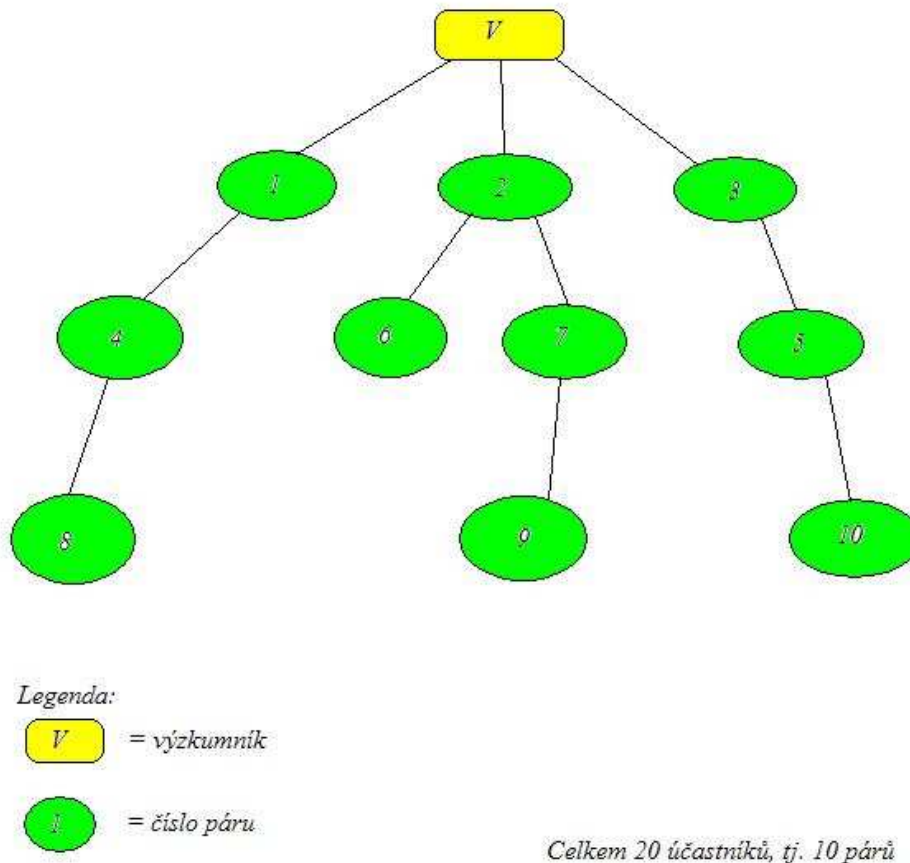 V
1 2 3
4 6 7 5
8 9 10
Legenda:
V = výzkumník
1 = číslo páru
Celkem 20 účastníků, tj. 10 párů